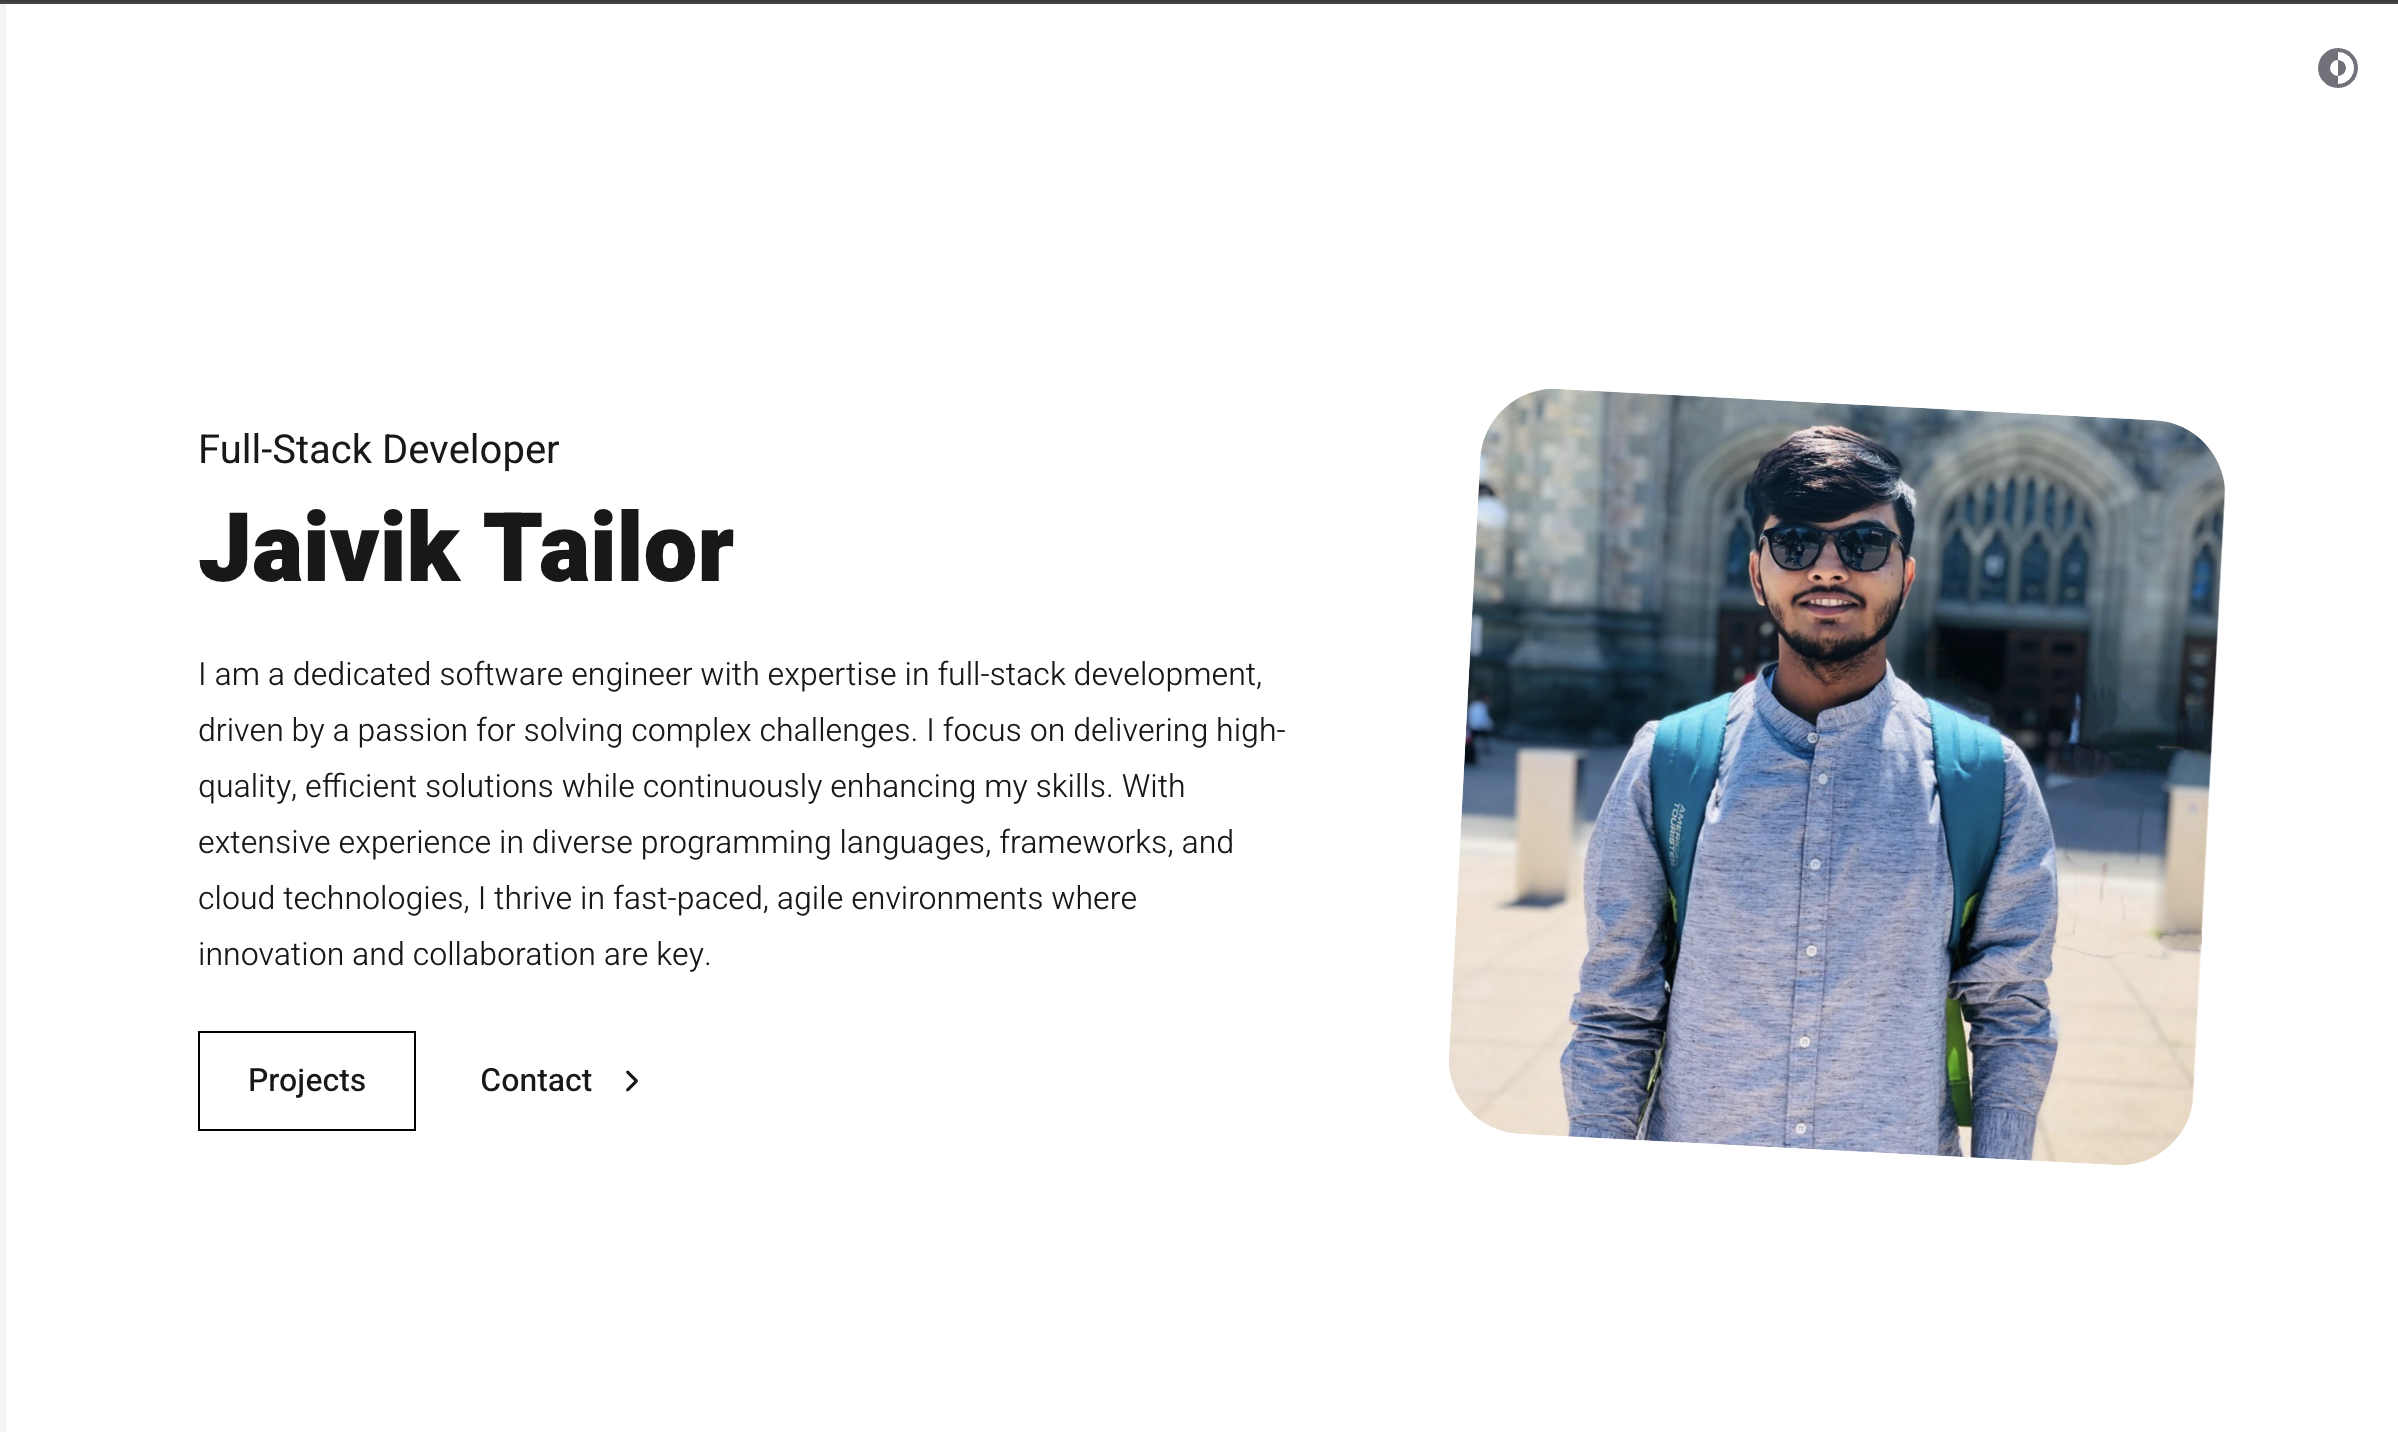 Full-Stack Developer
Jaivik Tailor
I am a dedicated software engineer with expertise in full-stack development,
driven by a passion for solving complex challenges. I focus on delivering high-
quality, efficient solutions while continuously enhancing my skills. With
extensive experience in diverse programming languages, frameworks, and
cloud technologies, I thrive in fast-paced, agile environments where
innovation and collaboration are key.
Projects
Contact
AMERICAN
TOURISTER